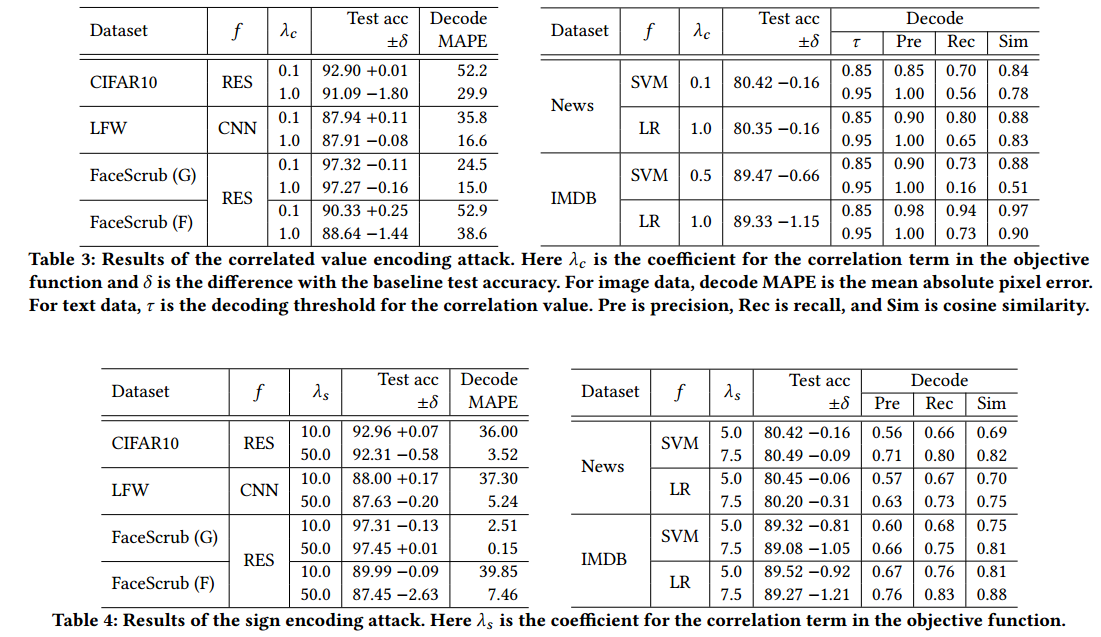 Dataset f λc Test acc ±δ Decode MAPE
CIFAR10 RES 0.1 92.90 +0.01 52.2
1.0 91.09 −1.80 29.9
LFW CNN 0.1 87.94 +0.11 35.8
1.0 87.91 −0.08 16.6
FaceScrub (G) RES 0.1 97.32 −0.11 24.5
1.0 97.27 −0.16 15.0
FaceScrub (F) 0.1 90.33 +0.25 52.9
1.0 88.64 −1.44 38.6
Dataset f λc Test acc ±δ Decode
τ Pre Rec Sim
News SVM 0.1 80.42 −0.16 0.85 0.85 0.70 0.84
0.95 1.00 0.56 0.78
LR 1.0 80.35 −0.16 0.85 0.90 0.80 0.88
0.95 1.00 0.65 0.83
IMDB SVM 0.5 89.47 −0.66 0.85 0.90 0.73 0.88
0.95 1.00 0.16 0.51
LR 1.0 89.33 −1.15 0.85 0.98 0.94 0.97
0.95 1.00 0.73 0.90
Table 3: Results of the correlated value encoding attack. Here λc is the coefficient for the correlation term in the objective
function and δ is the difference with the baseline test accuracy. For image data, decode MAPE is the mean absolute pixel error.
For text data, τ is the decoding threshold for the correlation value. Pre is precision, Rec is recall, and Sim is cosine similarity.
Dataset f λs Test acc ±δ Decode MAPE
CIFAR10 RES 10.0 92.96 +0.07 36.00
50.0 92.31 −0.58 3.52
LFW CNN 10.0 88.00 +0.17 37.30
50.0 87.63 −0.20 5.24
FaceScrub (G) RES 10.0 97.31 −0.13 2.51
50.0 97.45 +0.01 0.15
FaceScrub (F) 10.0 89.99 −0.09 39.85
50.0 87.45 −2.63 7.46
Dataset f λs Test acc ±δ Decode
Pre Rec Sim
News SVM 5.0 80.42 −0.16 0.56 0.66 0.69
7.5 80.49 −0.09 0.71 0.80 0.82
LR 5.0 80.45 −0.06 0.57 0.67 0.70
7.5 80.20 −0.31 0.63 0.73 0.75
IMDB SVM 5.0 89.32 −0.81 0.60 0.68 0.75
7.5 89.08 −1.05 0.66 0.75 0.81
LR 5.0 89.52 −0.92 0.67 0.76 0.81
7.5 89.27 −1.21 0.76 0.83 0.88
Table 4: Results of the sign encoding attack. Here λs is the coefficient for the correlation term in the objective function.